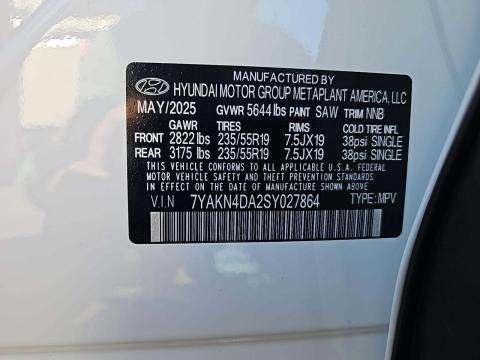 MANUFACTURED BY
HYUNDAI MOTOR GROUP METAPLANT AMERICA, LLC
MAY/2025 GVWR 5644 lbs PAINT SAW TRIM NNB
GAWR TIRES RIMS COLD TIRE INFL
FRONT 2822 lbs 235/55R19 7.5JX19 38psi SINGLE
REAR 3175 lbs 235/55R19 7.5JX19 38psi SINGLE
THIS VEHICLE CONFORMS TO ALL APPLICABLE U.S. FEDERAL
MOTOR VEHICLE SAFETY STANDARDS IN EFFECT ON THE DATE OF
MANUFACTURE SHOWN ABOVE.
V.I.N 7YAKN4DA2SY027864 TYPE:MPV